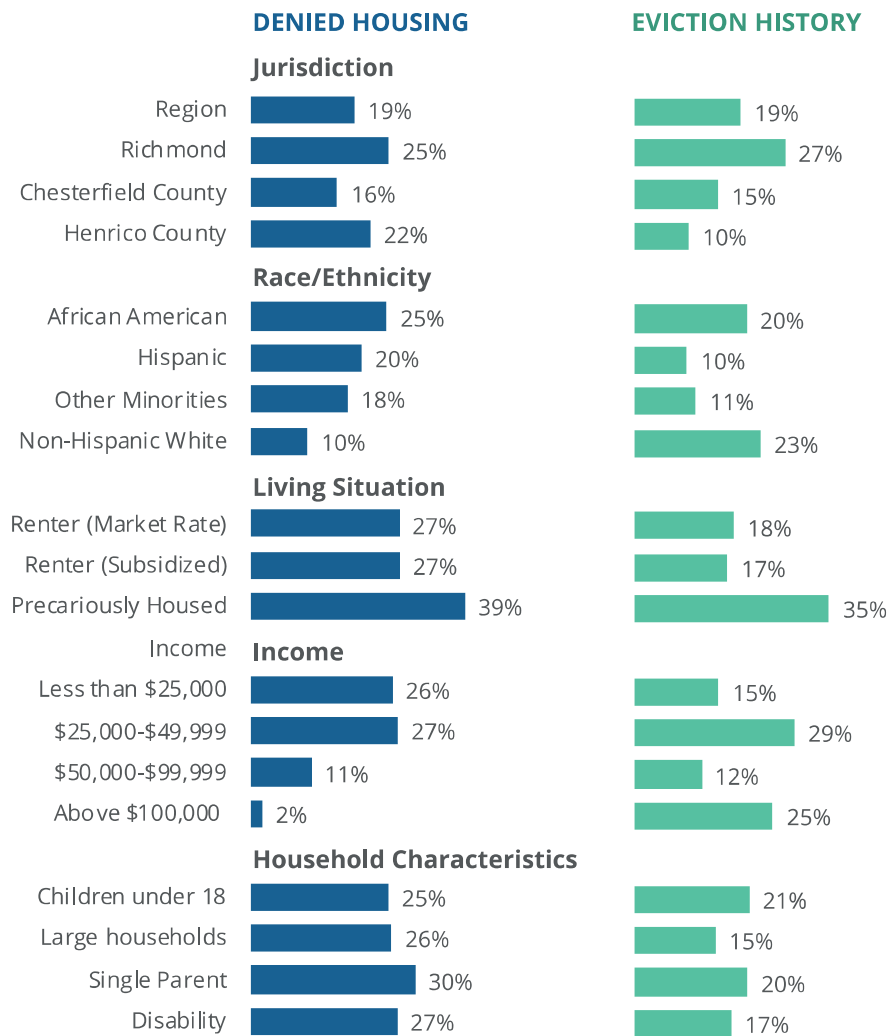 DENIED HOUSING EVICTION HISTORY
Jurisdiction
Region 19% 19%
Richmond 25% 27%
Chesterfield County 16% 15%
Henrico County 22% 10%
Race/Ethnicity
African American 25% 20%
Hispanic 20% 10%
Other Minorities 18% 11%
Non-Hispanic White 10% 23%
Living Situation
Renter (Market Rate) 27% 18%
Renter (Subsidized) 27% 17%
Precariously Housed 39% 35%
Income Income
Less than $25,000 26% 15%
$25,000-$49,999 27% 29%
$50,000-$99,999 11% 12%
Above $100,000 2% 25%
Household Characteristics
Children under 18 25% 21%
Large households 26% 15%
Single Parent 30% 20%
Disability 27% 17%